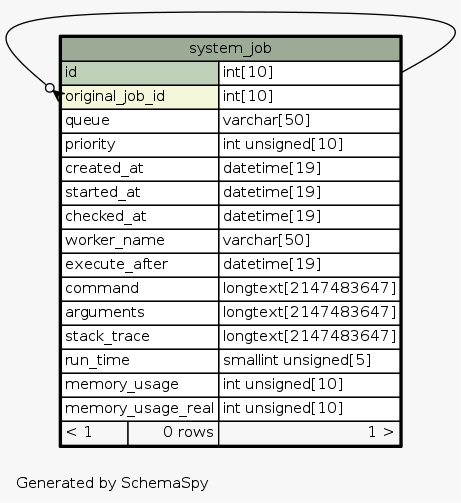 system_job
id int[10]
original_job_id int[10]
queue varchar[50]
priority int unsigned[10]
created_at datetime[19]
started_at datetime[19]
checked_at datetime[19]
worker_name varchar[50]
execute_after datetime[19]
command longtext[2147483647]
arguments longtext[2147483647]
stack_trace longtext[2147483647]
run_time smallint unsigned[5]
memory_usage int unsigned[10]
memory_usage_real int unsigned[10]
< 1 0 rows 1 >
Generated by SchemaSpy